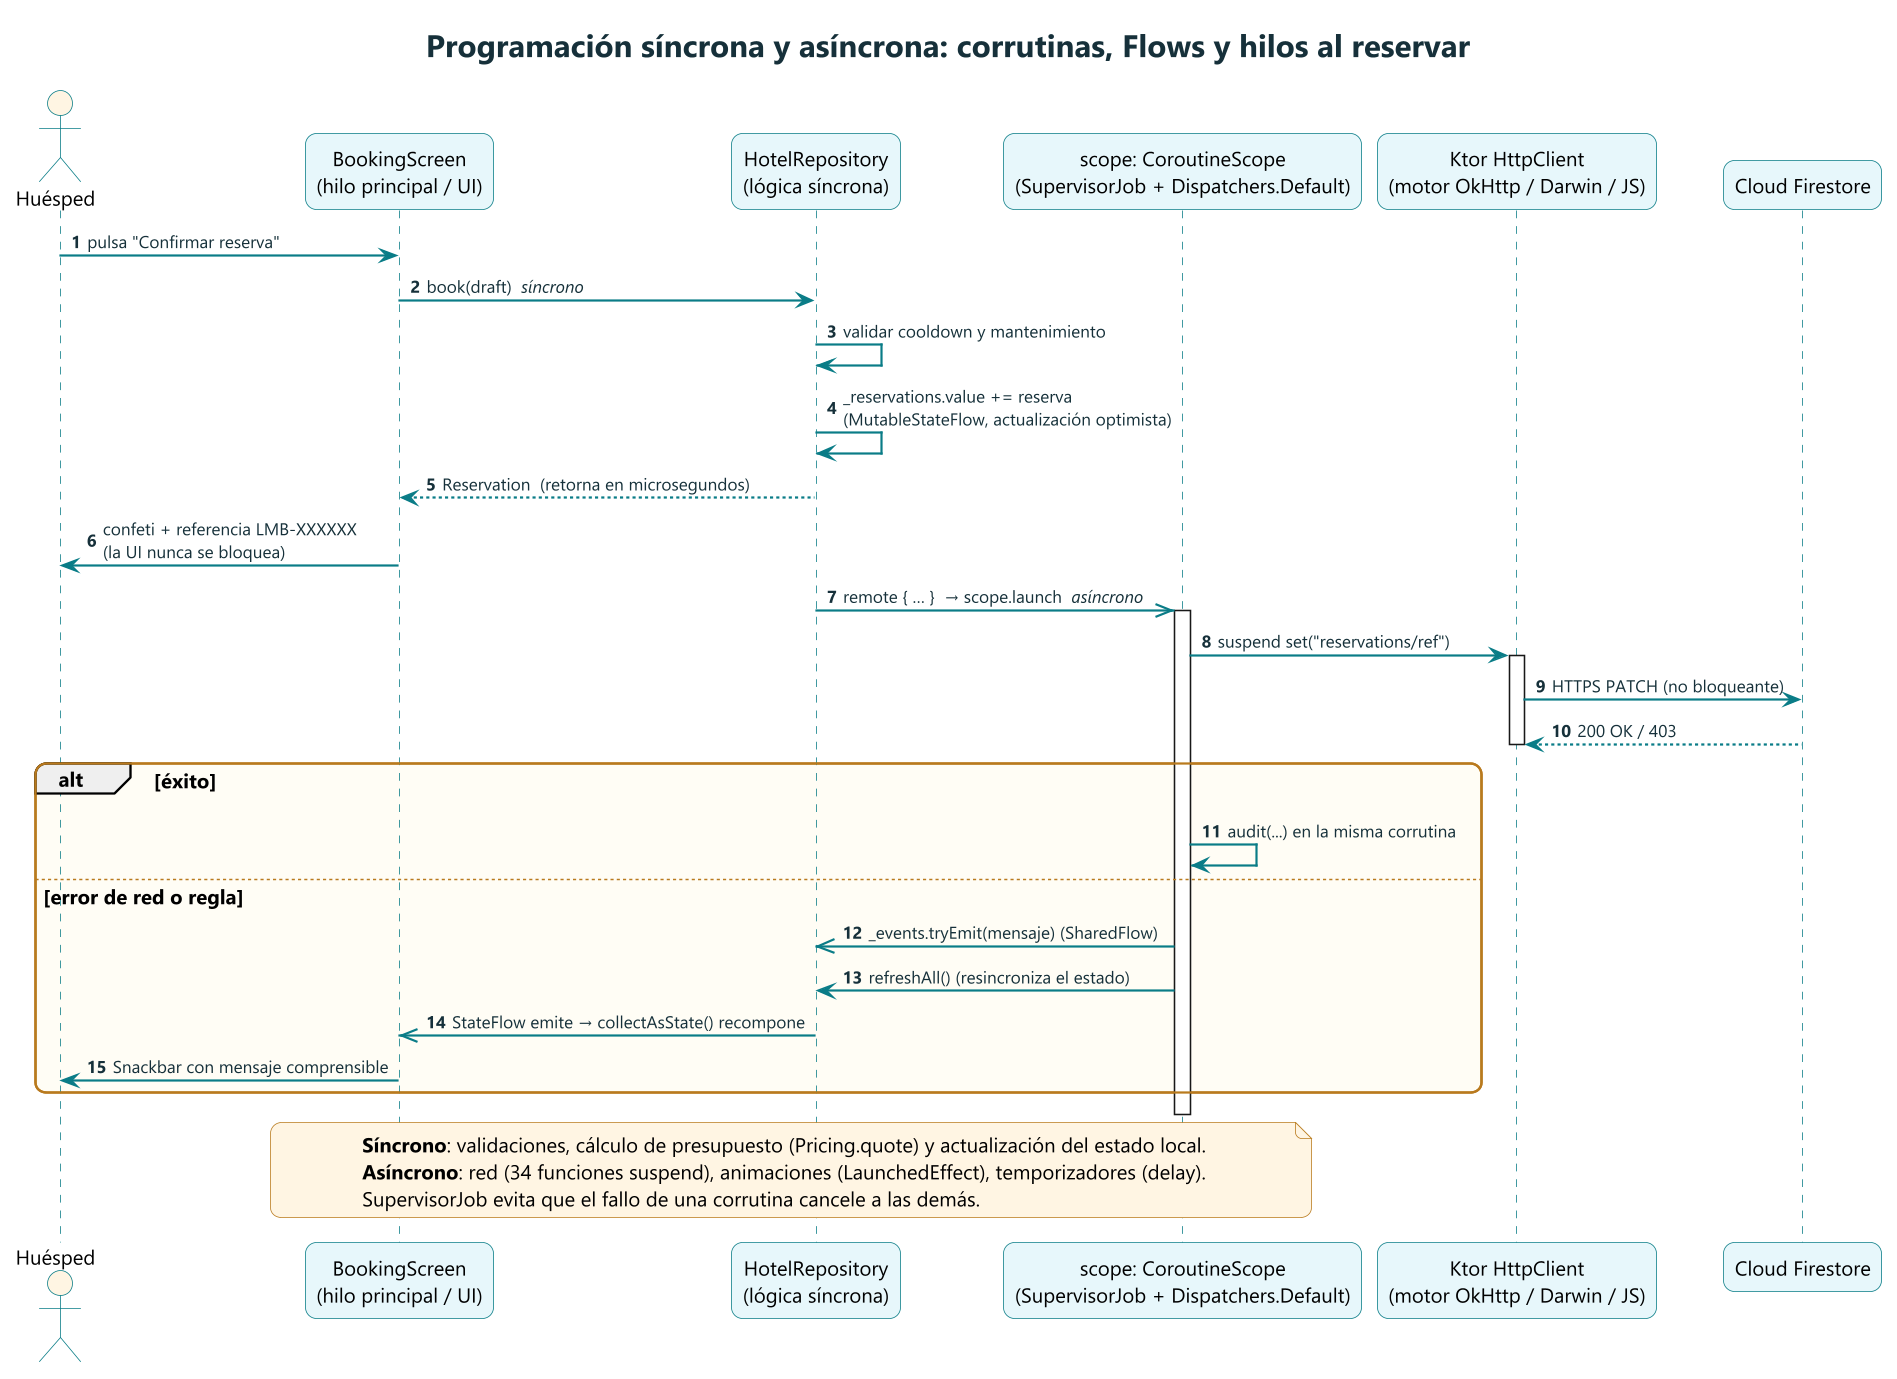 Programación síncrona y asíncrona: corrutinas, Flows y hilos al reservar
Huésped
BookingScreen
(hilo principal / UI)
HotelRepository
(lógica síncrona)
scope: CoroutineScope
(SupervisorJob + Dispatchers.Default)
Ktor HttpClient
(motor OkHttp / Darwin / JS)
Cloud Firestore
1 pulsa "Confirmar reserva"
2 book(draft) síncrono
3 validar cooldown y mantenimiento
4 _reservations.value += reserva
(MutableStateFlow, actualización optimista)
5 Reservation (retorna en microsegundos)
6 confeti + referencia LMB-XXXXXX
(la UI nunca se bloquea)
7 remote { ... } → scope.launch asíncrono
8 suspend set("reservations/ref")
9 HTTPS PATCH (no bloqueante)
10 200 OK / 403
alt [éxito]
11 audit(...) en la misma corrutina
[error de red o regla]
12 _events.tryEmit(mensaje) (SharedFlow)
13 refreshAll() (resincroniza el estado)
14 StateFlow emite → collectAsState() recompone
15 Snackbar con mensaje comprensible
Síncrono: validaciones, cálculo de presupuesto (Pricing.quote) y actualización del estado local.
Asíncrono: red (34 funciones suspend), animaciones (LaunchedEffect), temporizadores (delay).
SupervisorJob evita que el fallo de una corrutina cancele a las demás.
Huésped
BookingScreen
(hilo principal / UI)
HotelRepository
(lógica síncrona)
scope: CoroutineScope
(SupervisorJob + Dispatchers.Default)
Ktor HttpClient
(motor OkHttp / Darwin / JS)
Cloud Firestore